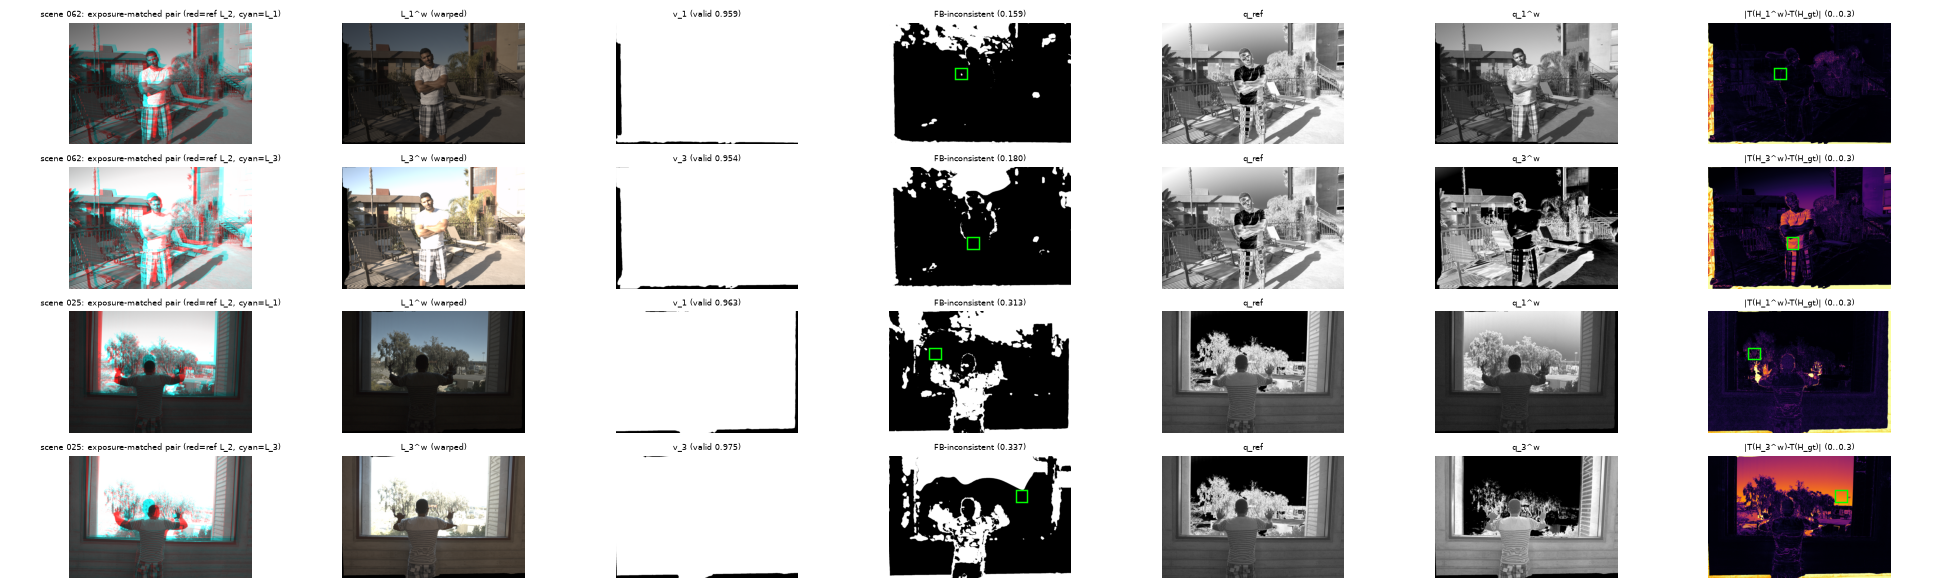 scene 062: exposure-matched pair (red=ref L_2, cyan=L_1)
L_1^w (warped)
v_1 (valid 0.959)
FB-inconsistent (0.159)
q_ref
q_1^w
|T(H_1^w)-T(H_gt)| (0..0.3)
scene 062: exposure-matched pair (red=ref L_2, cyan=L_3)
L_3^w (warped)
v_3 (valid 0.954)
FB-inconsistent (0.180)
q_ref
q_3^w
|T(H_3^w)-T(H_gt)| (0..0.3)
scene 025: exposure-matched pair (red=ref L_2, cyan=L_1)
L_1^w (warped)
v_1 (valid 0.963)
FB-inconsistent (0.313)
q_ref
q_1^w
|T(H_1^w)-T(H_gt)| (0..0.3)
scene 025: exposure-matched pair (red=ref L_2, cyan=L_3)
L_3^w (warped)
v_3 (valid 0.975)
FB-inconsistent (0.337)
q_ref
q_3^w
|T(H_3^w)-T(H_gt)| (0..0.3)